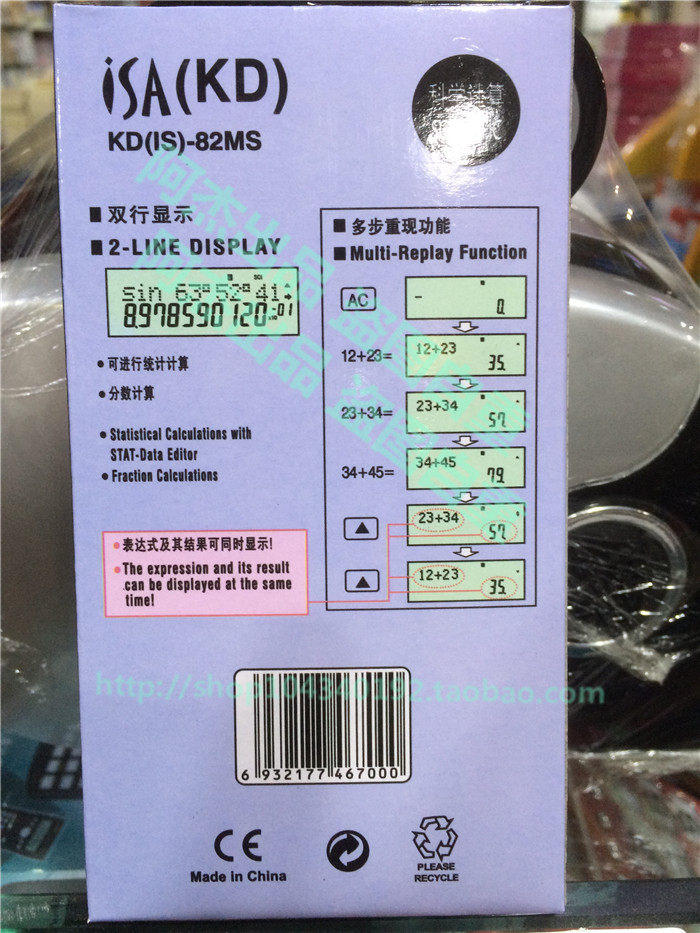 iSA(KD)
KD(IS)-82MS
科学计算
■ 双行显示
■ 2-LINE DISPLAY
sin 63°52°41
8.978590120-01
• 可进行统计计算
• 分数计算
• Statistical Calculations with
STAT-Data Editor
• Fraction Calculations
• 表达式及其结果可同时显示!
• The expression and its result
can be displayed at the same
time!
■ 多步重现功能
■ Multi-Replay Function
AC
0.
12+23=
12+23
35.
23+34=
23+34
57.
34+45=
34+45
79.
▲
23+34
57.
▲
12+23
35.
http://shop104340192.taobao.com
6 932177 467000
CE
Made in China
PLEASE
RECYCLE